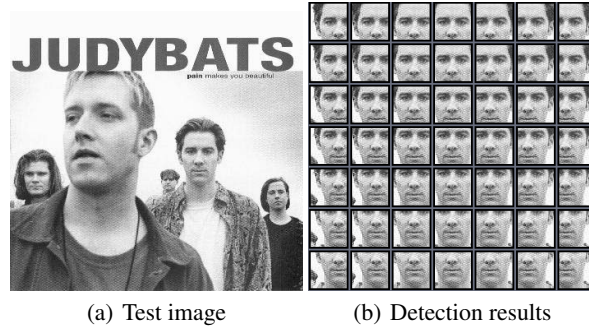 JUDYBATS
pain makes you beautiful
(a) Test image
(b) Detection results